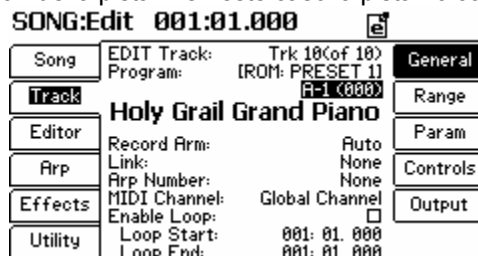 SONG:Edit 001:01.000 e
Song
Track
Editor
Arp
Effects
Utility
EDIT Track: Trk 10(of 10)
Program: [ROM: PRESET 1]
A-1 (000)
Holy Grail Grand Piano
Record Arm: Auto
Link: None
Arp Number: None
MIDI Channel: Global Channel
Enable Loop:
Loop Start: 001: 01. 000
Loop End: 001: 01. 000
General
Range
Param
Controls
Output